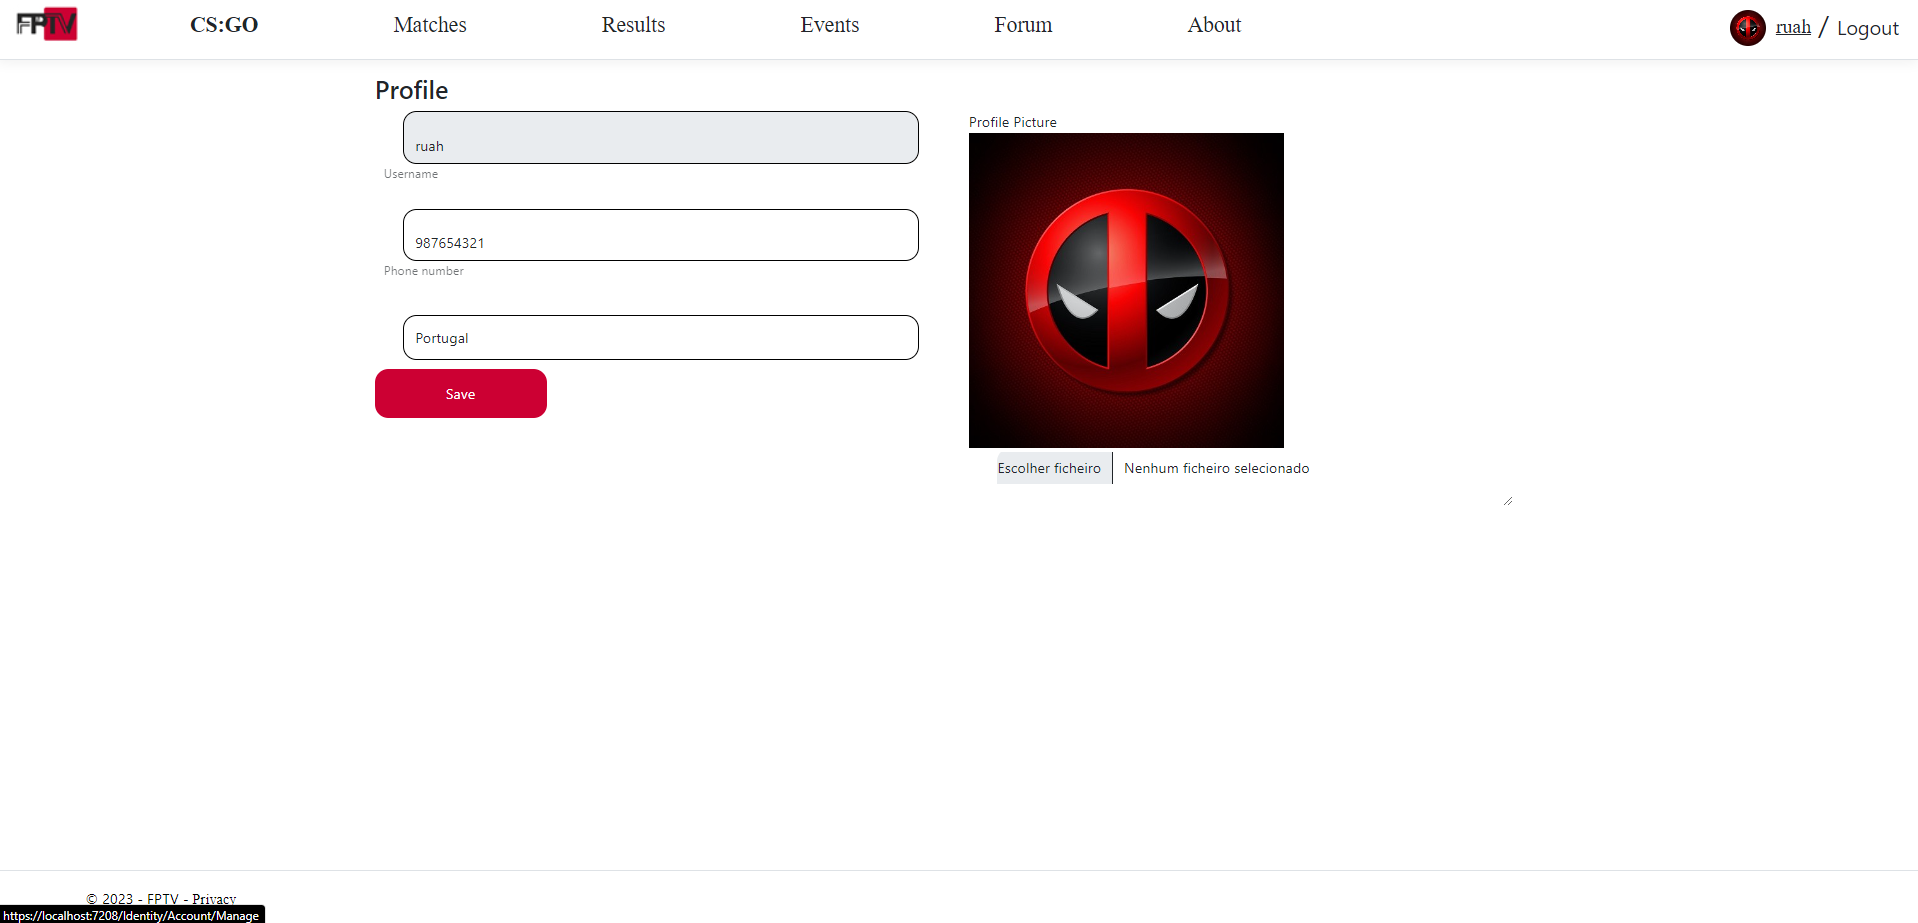 FPTV CS:GO Matches Results Events Forum About ruah / Logout
Profile
ruah
Username
987654321
Phone number
Portugal
Save
Profile Picture
Escolher ficheiro Nenhum ficheiro selecionado
© 2023 - FPTV - Privacy
https://localhost:7208/Identity/Account/Manage